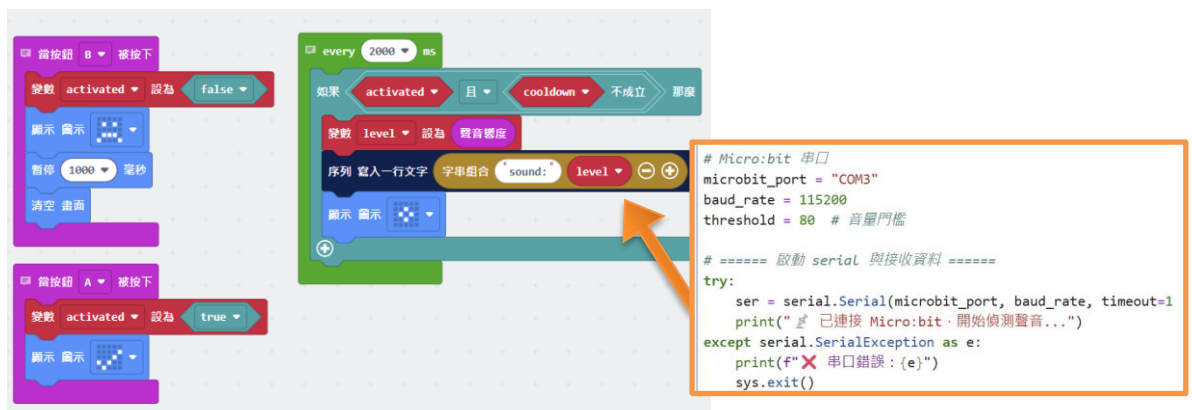 當按鈕 B 被按下
變數 activated 設為 false
顯示 圖示
暫停 1000 毫秒
清空 畫面
當按鈕 A 被按下
變數 activated 設為 true
顯示 圖示
every 2000 ms
如果 activated 且 cooldown 不成立 那麼
變數 level 設為 聲音響度
序列 寫入一行文字 字串組合 "sound:" level
顯示 圖示
# Micro:bit 串口
microbit_port = "COM3"
baud_rate = 115200
threshold = 80 # 音量門檻
# ====== 啟動 serial 與接收資料 ======
try:
ser = serial.Serial(microbit_port, baud_rate, timeout=1
print(" 已連接 Micro:bit，開始偵測聲音...")
except serial.SerialException as e:
print(f"❌ 串口錯誤：{e}")
sys.exit()